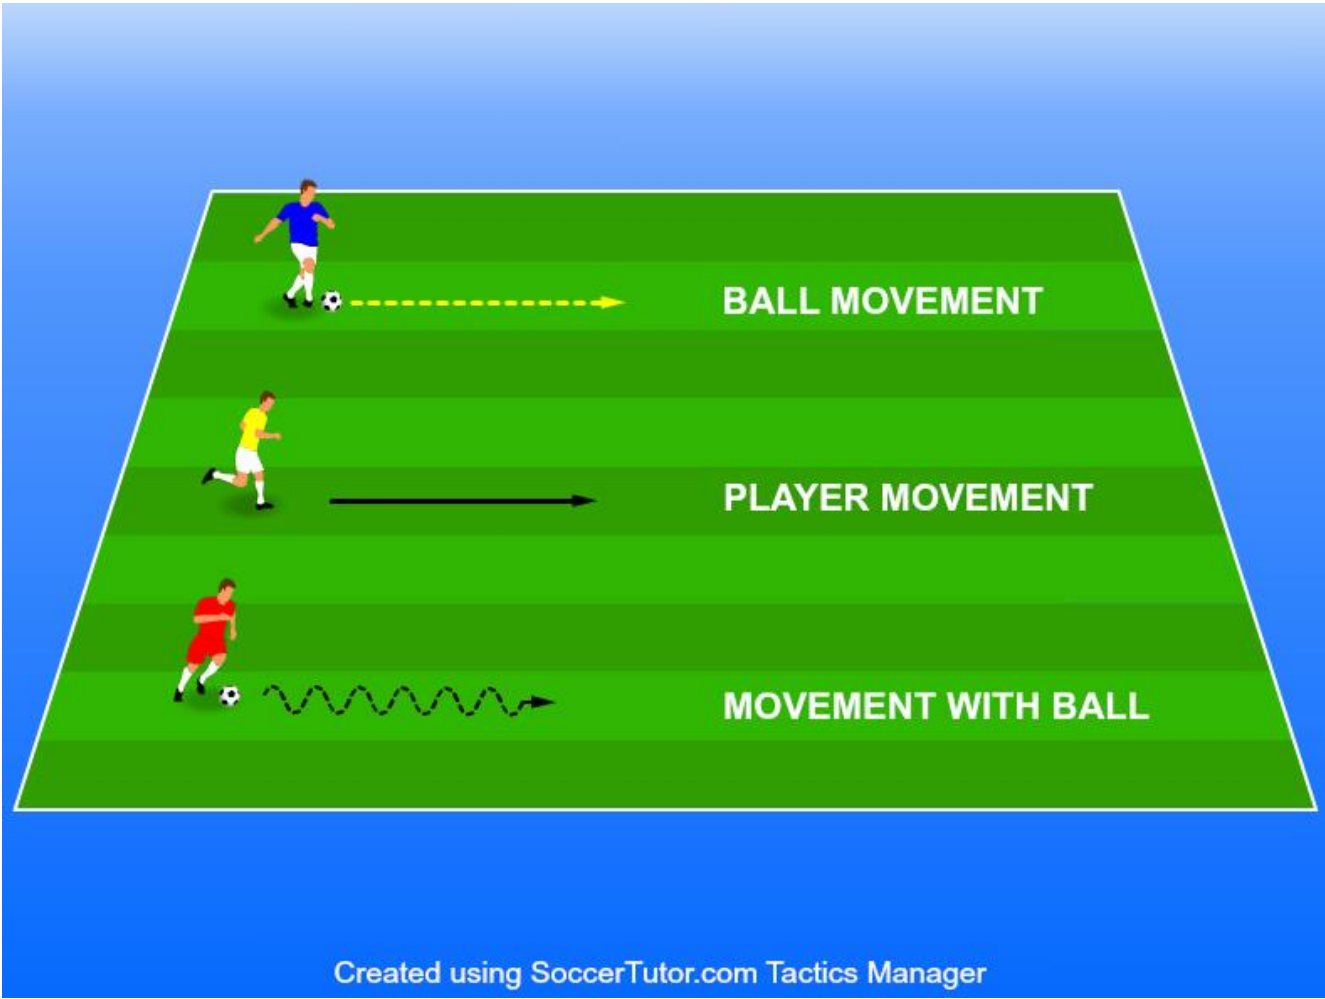 BALL MOVEMENT
PLAYER MOVEMENT
MOVEMENT WITH BALL
Created using SoccerTutor.com Tactics Manager